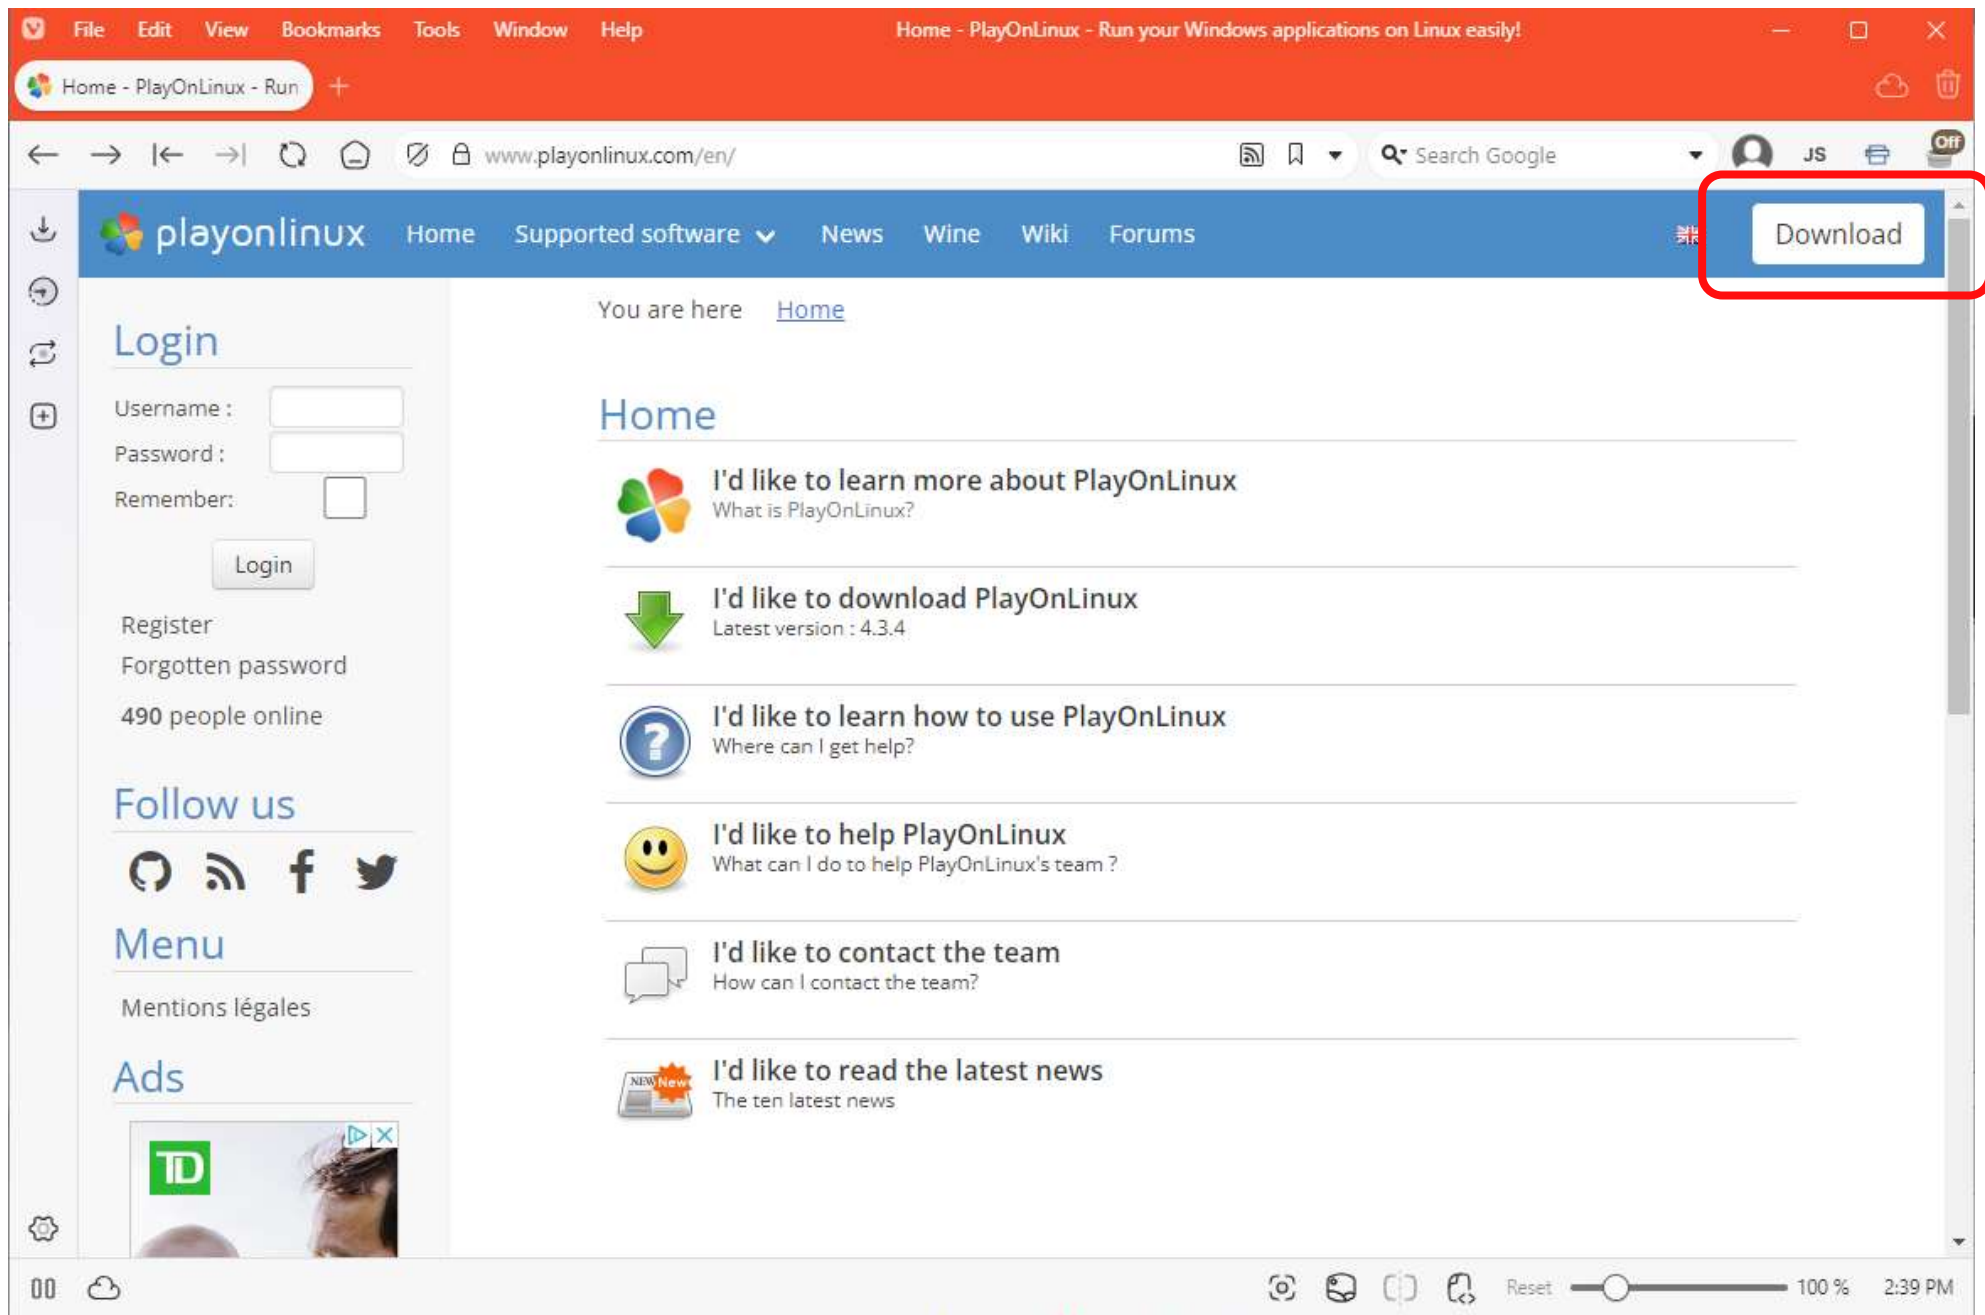 File Edit View Bookmarks Tools Window Help Home - PlayOnLinux - Run your Windows applications on Linux easily!
Home - PlayOnLinux - Run
www.playonlinux.com/en/ Search Google JS Off
playonlinux Home Supported software News Wine Wiki Forums Download
You are here Home
Login
Username :
Password :
Remember:
Login
Register
Forgotten password
490 people online
Follow us
Menu
Mentions légales
Ads
TD
Home
I'd like to learn more about PlayOnLinux
What is PlayOnLinux?
I'd like to download PlayOnLinux
Latest version : 4.3.4
I'd like to learn how to use PlayOnLinux
Where can I get help?
I'd like to help PlayOnLinux
What can I do to help PlayOnLinux's team ?
I'd like to contact the team
How can I contact the team?
NEW New
I'd like to read the latest news
The ten latest news
Reset 100 % 2:39 PM